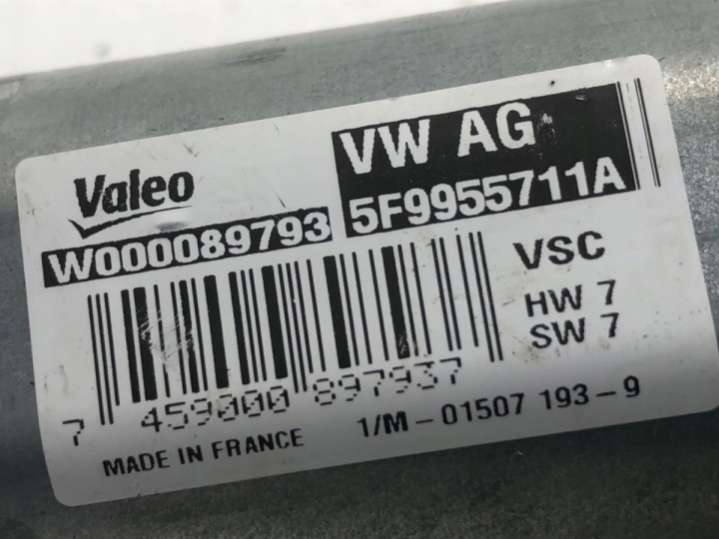 Valeo
VW AG
W000089793
5F9955711A
VSC
HW 7
SW 7
7 459000 897937
MADE IN FRANCE
1/M-01507 193-9